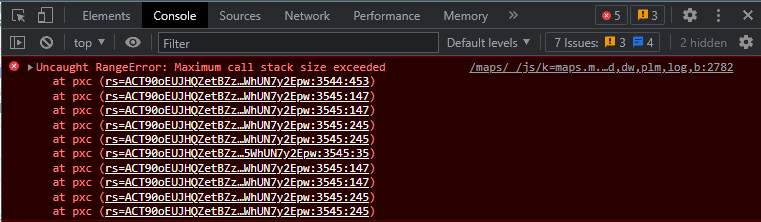 Elements Console Sources Network Performance Memory » 5 3
top Filter Default levels 7 Issues: 3 4 2 hidden
Uncaught RangeError: Maximum call stack size exceeded /maps/_/js/k=maps.m.…d,dw,plm,log,b:2782
at pxc (rs=ACT90oEUJHQZetBZz…WhUN7y2Epw:3544:453)
at pxc (rs=ACT90oEUJHQZetBZz…WhUN7y2Epw:3545:147)
at pxc (rs=ACT90oEUJHQZetBZz…WhUN7y2Epw:3545:147)
at pxc (rs=ACT90oEUJHQZetBZz…WhUN7y2Epw:3545:245)
at pxc (rs=ACT90oEUJHQZetBZz…WhUN7y2Epw:3545:245)
at pxc (rs=ACT90oEUJHQZetBZz…5WhUN7y2Epw:3545:35)
at pxc (rs=ACT90oEUJHQZetBZz…WhUN7y2Epw:3545:147)
at pxc (rs=ACT90oEUJHQZetBZz…WhUN7y2Epw:3545:147)
at pxc (rs=ACT90oEUJHQZetBZz…WhUN7y2Epw:3545:245)
at pxc (rs=ACT90oEUJHQZetBZz…WhUN7y2Epw:3545:245)